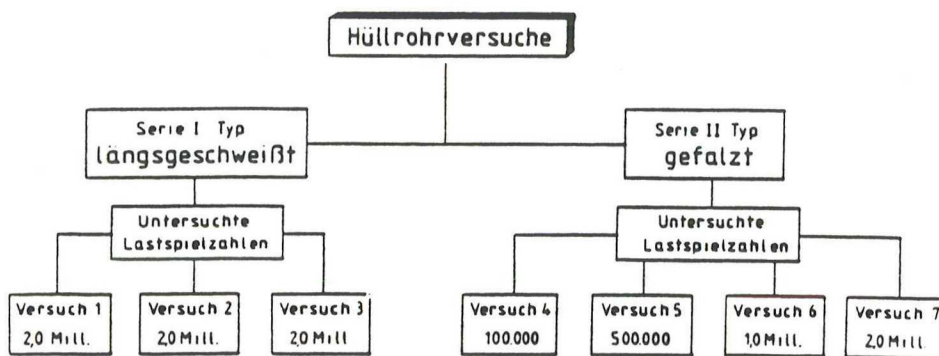 Hüllrohrversuche
Serie I Typ
längsgeschweißt
Serie II Typ
gefalzt
Untersuchte
Lastspielzahlen
Untersuchte
Lastspielzahlen
Versuch 1
2,0 Mill.
Versuch 2
2,0 Mill.
Versuch 3
2,0 Mill
Versuch 4
100.000
Versuch 5
500.000
Versuch 6
1,0 Mill.
Versuch 7
2,0 Mill.